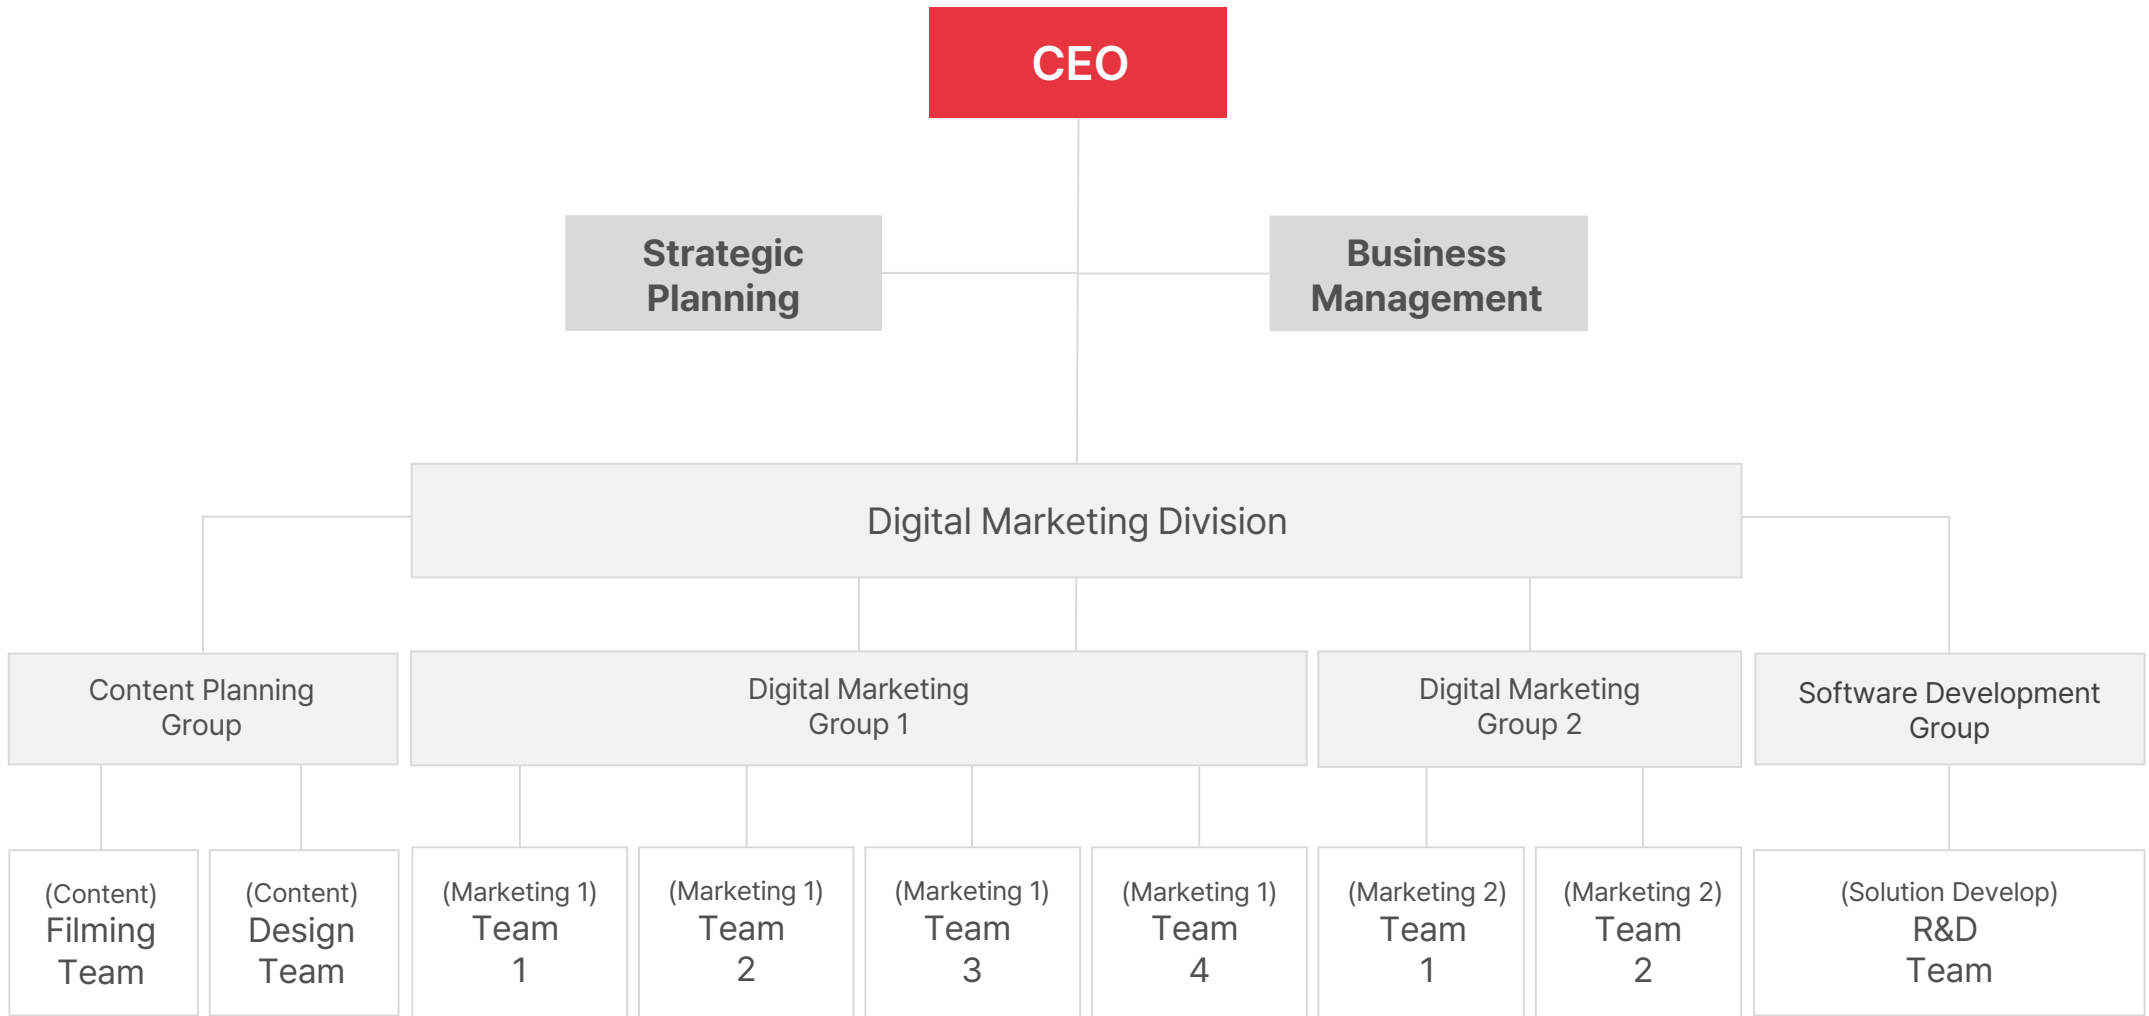 CEO
Strategic
Planning
Business
Management
Digital Marketing Division
Content Planning
Group
Digital Marketing
Group 1
Digital Marketing
Group 2
Software Development
Group
(Content)
Filming
Team
(Content)
Design
Team
(Marketing 1)
Team
1
(Marketing 1)
Team
2
(Marketing 1)
Team
3
(Marketing 1)
Team
4
(Marketing 2)
Team
1
(Marketing 2)
Team
2
(Solution Develop)
R&D
Team